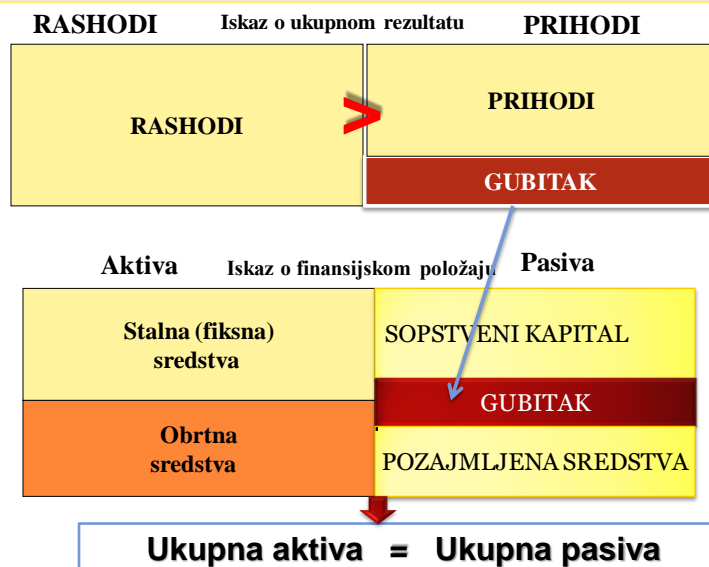 RASHODI Iskaz o ukupnom rezultatu PRIHODI
RASHODI > PRIHODI
GUBITAK
Aktiva Iskaz o finansijskom položaju Pasiva
Stalna (fiksna)
sredstva
SOPSTVENI KAPITAL
GUBITAK
Obrtna
sredstva
POZAJMLJENA SREDSTVA
Ukupna aktiva = Ukupna pasiva